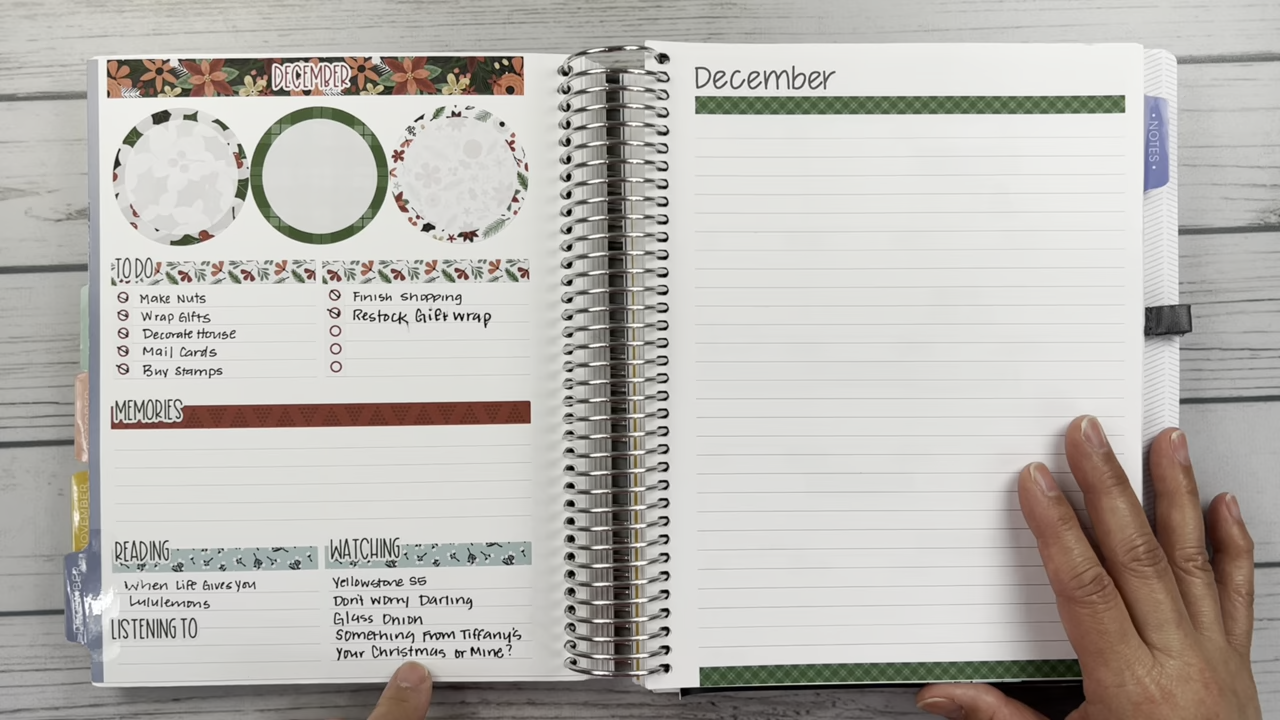 DECEMBER
TO DO
Make Nuts
Wrap Gifts
Decorate House
Mail Cards
Buy Stamps
Finish Shopping
Restock Gift Wrap
MEMORIES
READING
When Life Gives You
Lululemons
LISTENING TO
WATCHING
Yellowstone S5
Don't Worry Darling
Glass Onion
Something From Tiffany's
Your Christmas or Mine?
December
• NOTES •
NOVEMBER